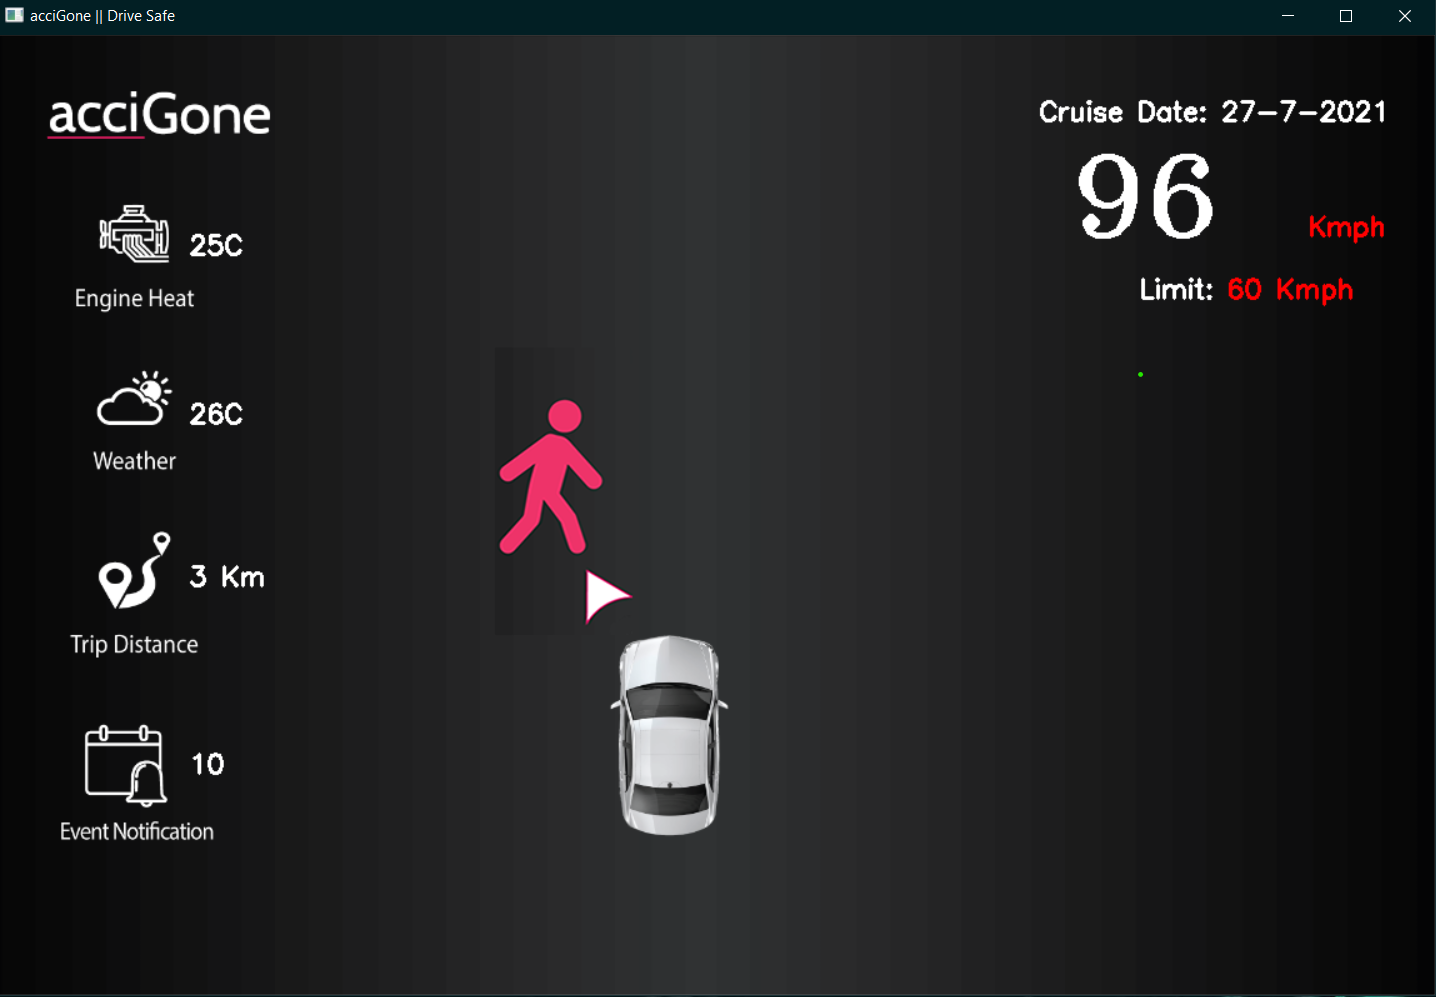 acciGone || Drive Safe
acciGone
Cruise Date: 27-7-2021
96 Kmph
Limit: 60 Kmph
25C
Engine Heat
26C
Weather
3 Km
Trip Distance
10
Event Notification